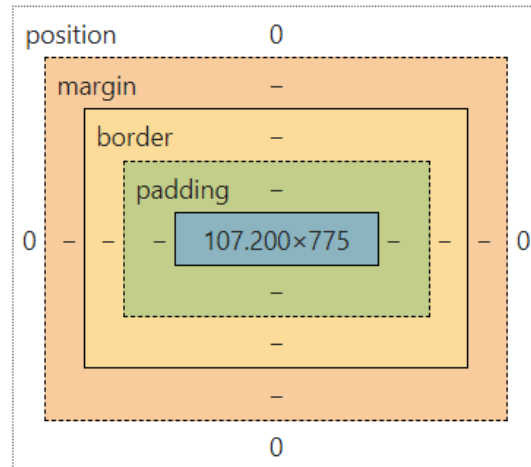 position 0
margin –
border –
padding –
0 – – – 107.200×775 – – – 0
–
–
–
0